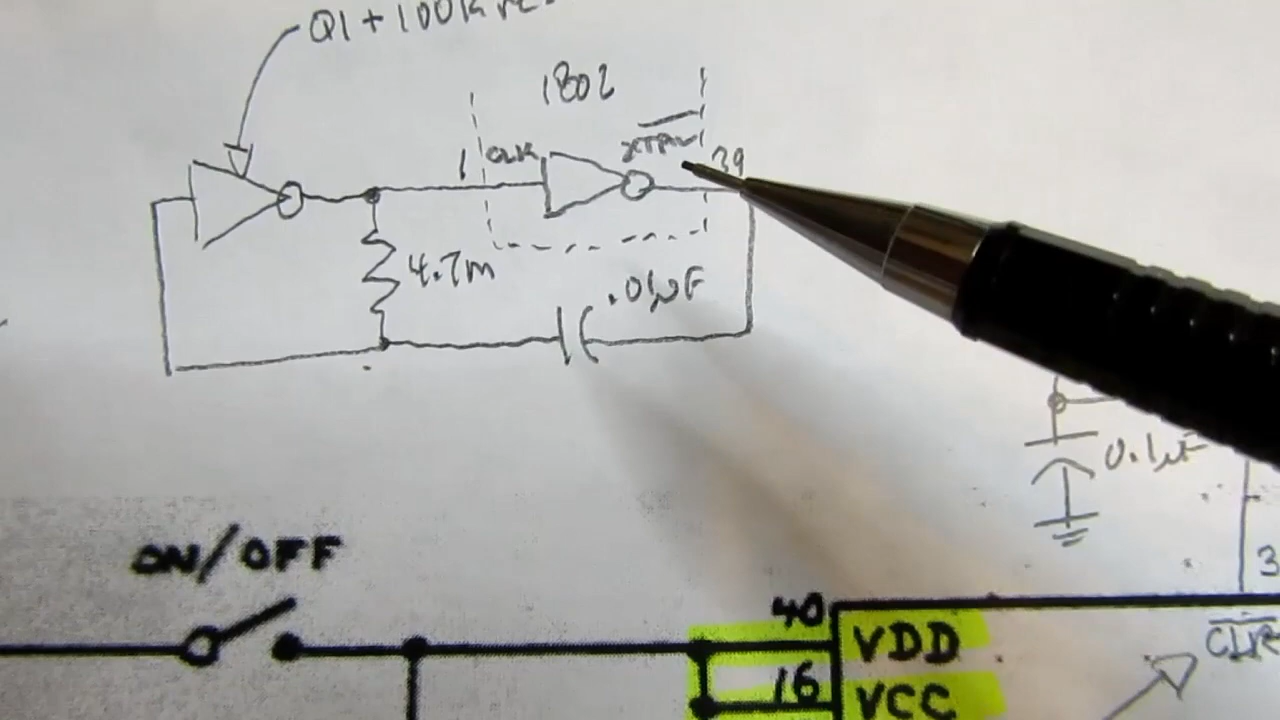 Q1 + 100K
1802
1 CLK XTAL 39
4.7m
.01µF
0.1µF
ON/OFF
40
VDD
3
CLR
16
VCC